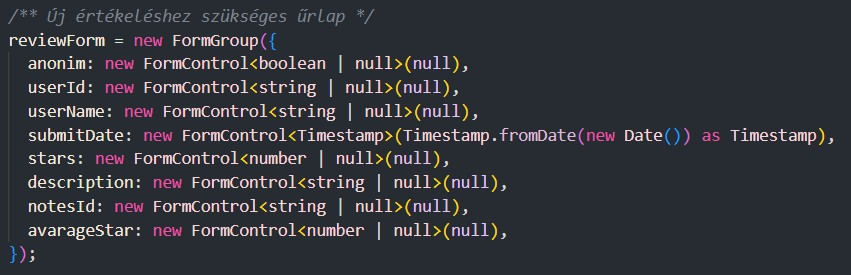 /** Új értékeléshez szükséges űrlap */
reviewForm = new FormGroup({
anonim: new FormControl<boolean | null>(null),
userId: new FormControl<string | null>(null),
userName: new FormControl<string | null>(null),
submitDate: new FormControl<Timestamp>(Timestamp.fromDate(new Date()) as Timestamp),
stars: new FormControl<number | null>(null),
description: new FormControl<string | null>(null),
notesId: new FormControl<string | null>(null),
avarageStar: new FormControl<number | null>(null),
});